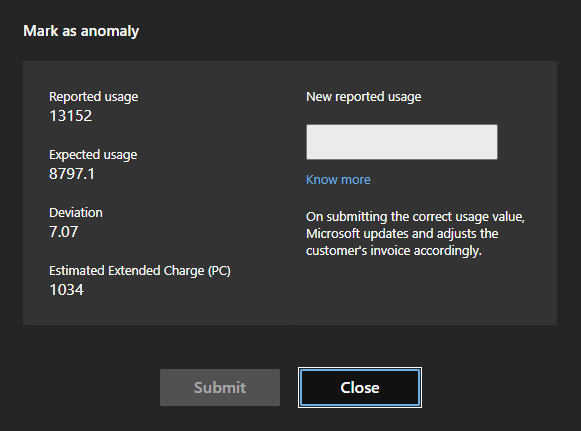 Mark as anomaly
Reported usage
13152
Expected usage
8797.1
Deviation
7.07
Estimated Extended Charge (PC)
1034
New reported usage
Know more
On submitting the correct usage value,
Microsoft updates and adjusts the
customer's invoice accordingly.
Submit
Close